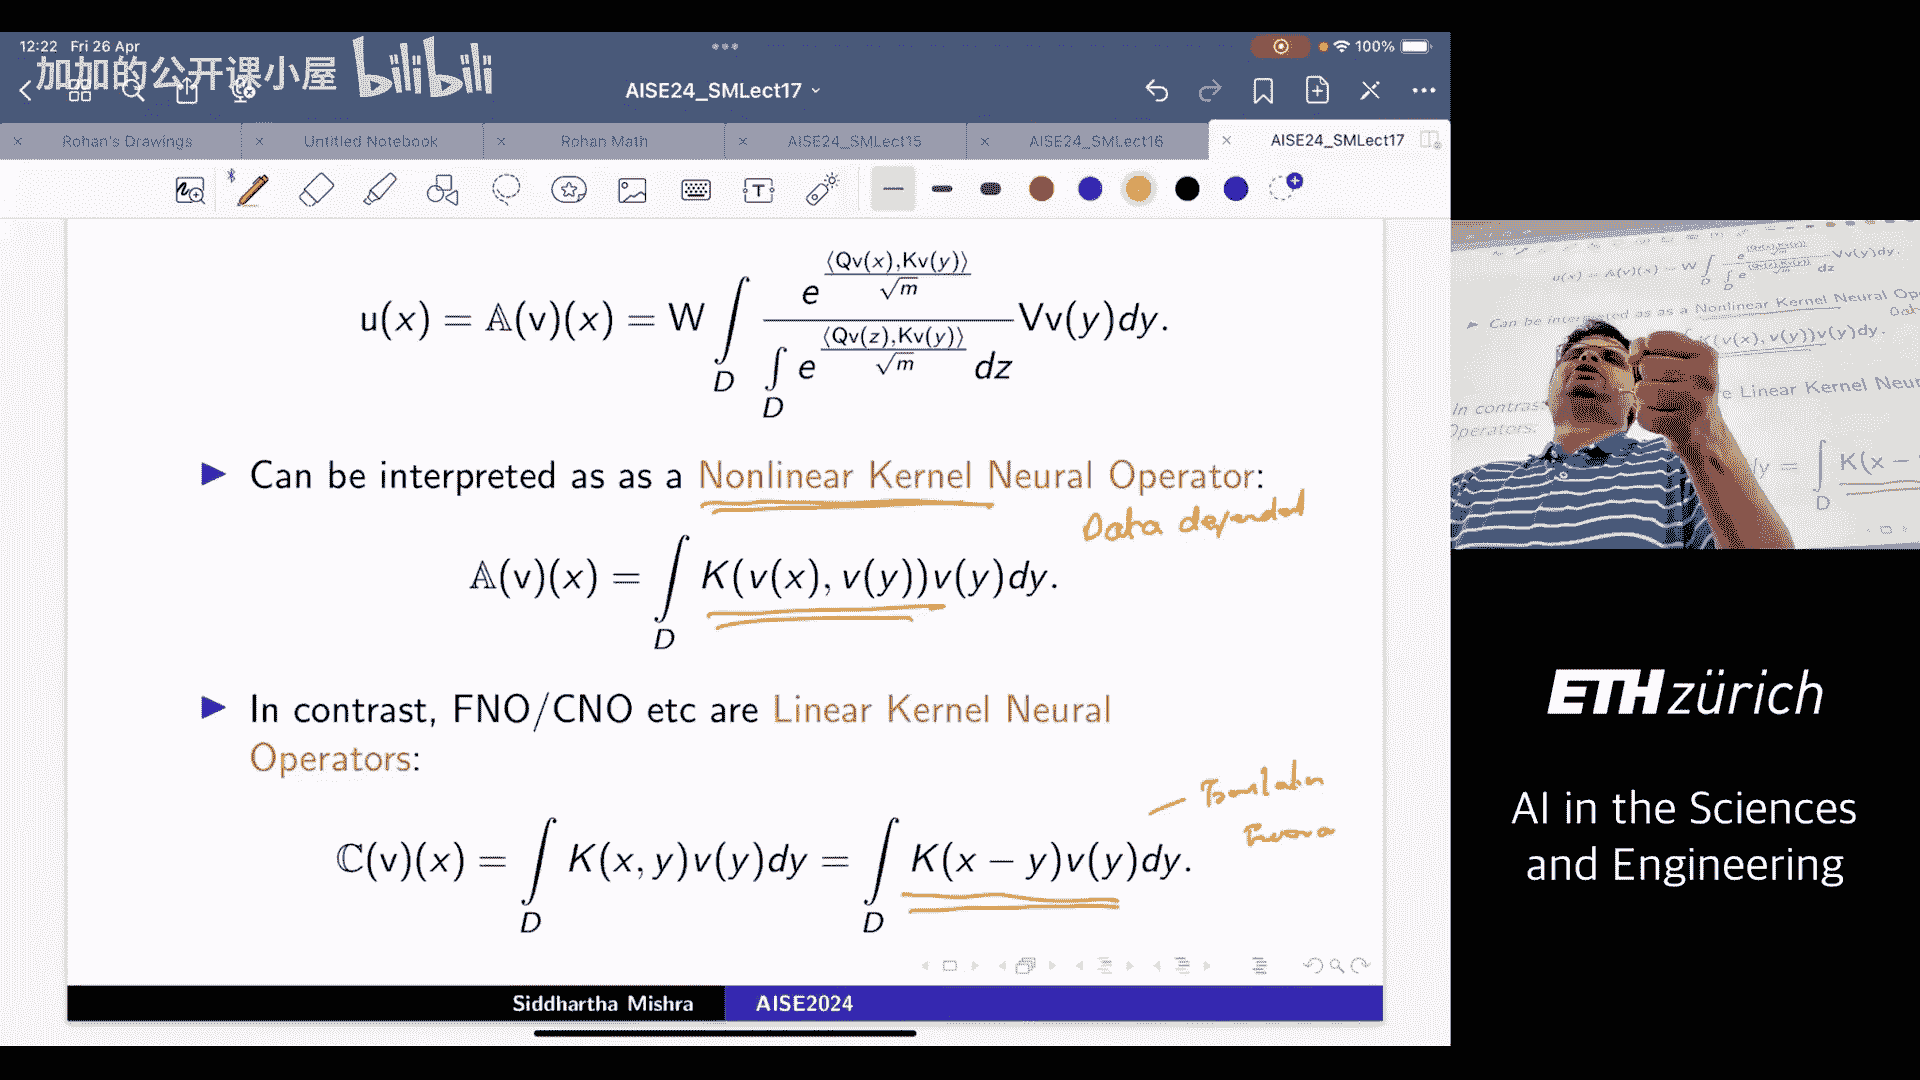 12:22 Fri 26 Apr
100%
加加的公开课小屋 bilibili
AISE24_SMLect17
Rohan's Drawings
Untitled Notebook
Rohan Math
AISE24_SMLect15
AISE24_SMLect16
AISE24_SMLect17
u(x) = 𝔸(v)(x) = W ∫_D e^{⟨Qv(x),Kv(y)⟩/√m} / ∫_D e^{⟨Qv(z),Kv(y)⟩/√m} dz Vv(y)dy.
▶ Can be interpreted as as a Nonlinear Kernel Neural Operator:
Data dependent
𝔸(v)(x) = ∫_D K(v(x), v(y))v(y)dy.
▶ In contrast, FNO/CNO etc are Linear Kernel Neural
Operators:
Translation
ℂ(v)(x) = ∫_D K(x, y)v(y)dy = ∫_D K(x − y)v(y)dy.
Siddhartha Mishra AISE2024
ETH zürich
AI in the Sciences
and Engineering